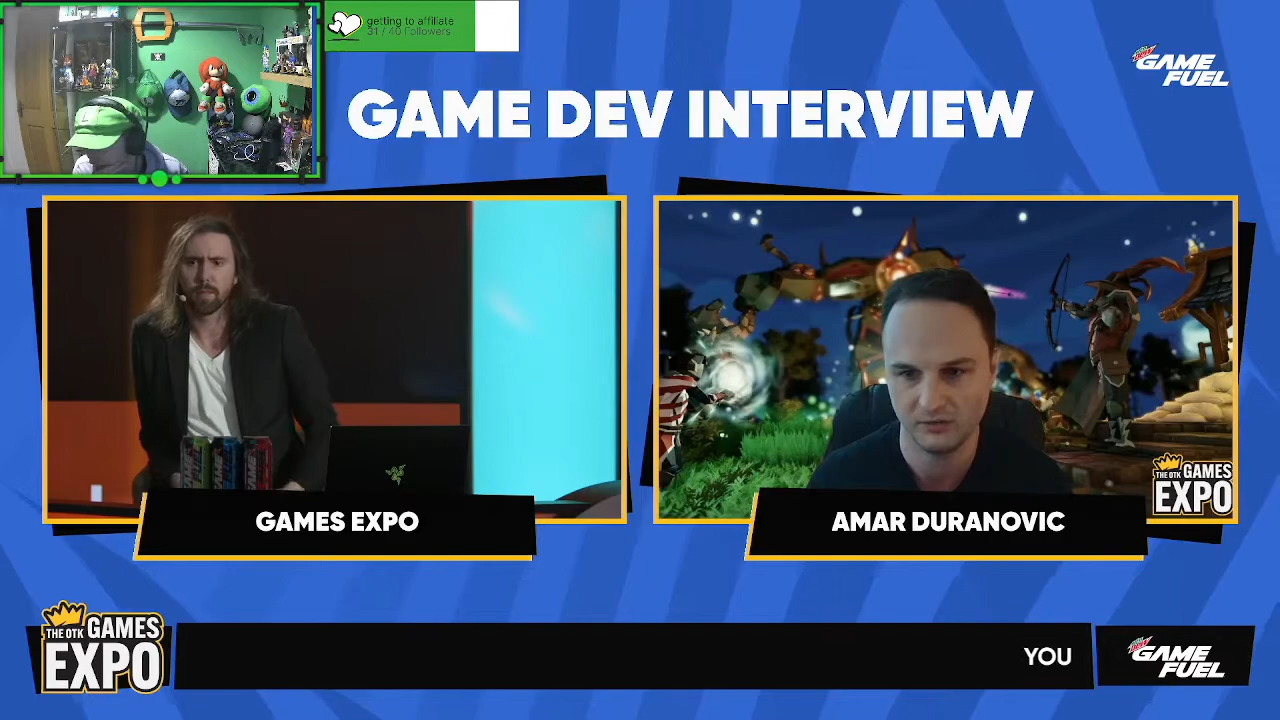 getting to affiliate
31 / 40 Followers
GAME FUEL
GAME DEV INTERVIEW
THE OTK GAMES
EXPO
GAMES EXPO
AMAR DURANOVIC
THE OTK GAMES
EXPO
YOU
GAME FUEL